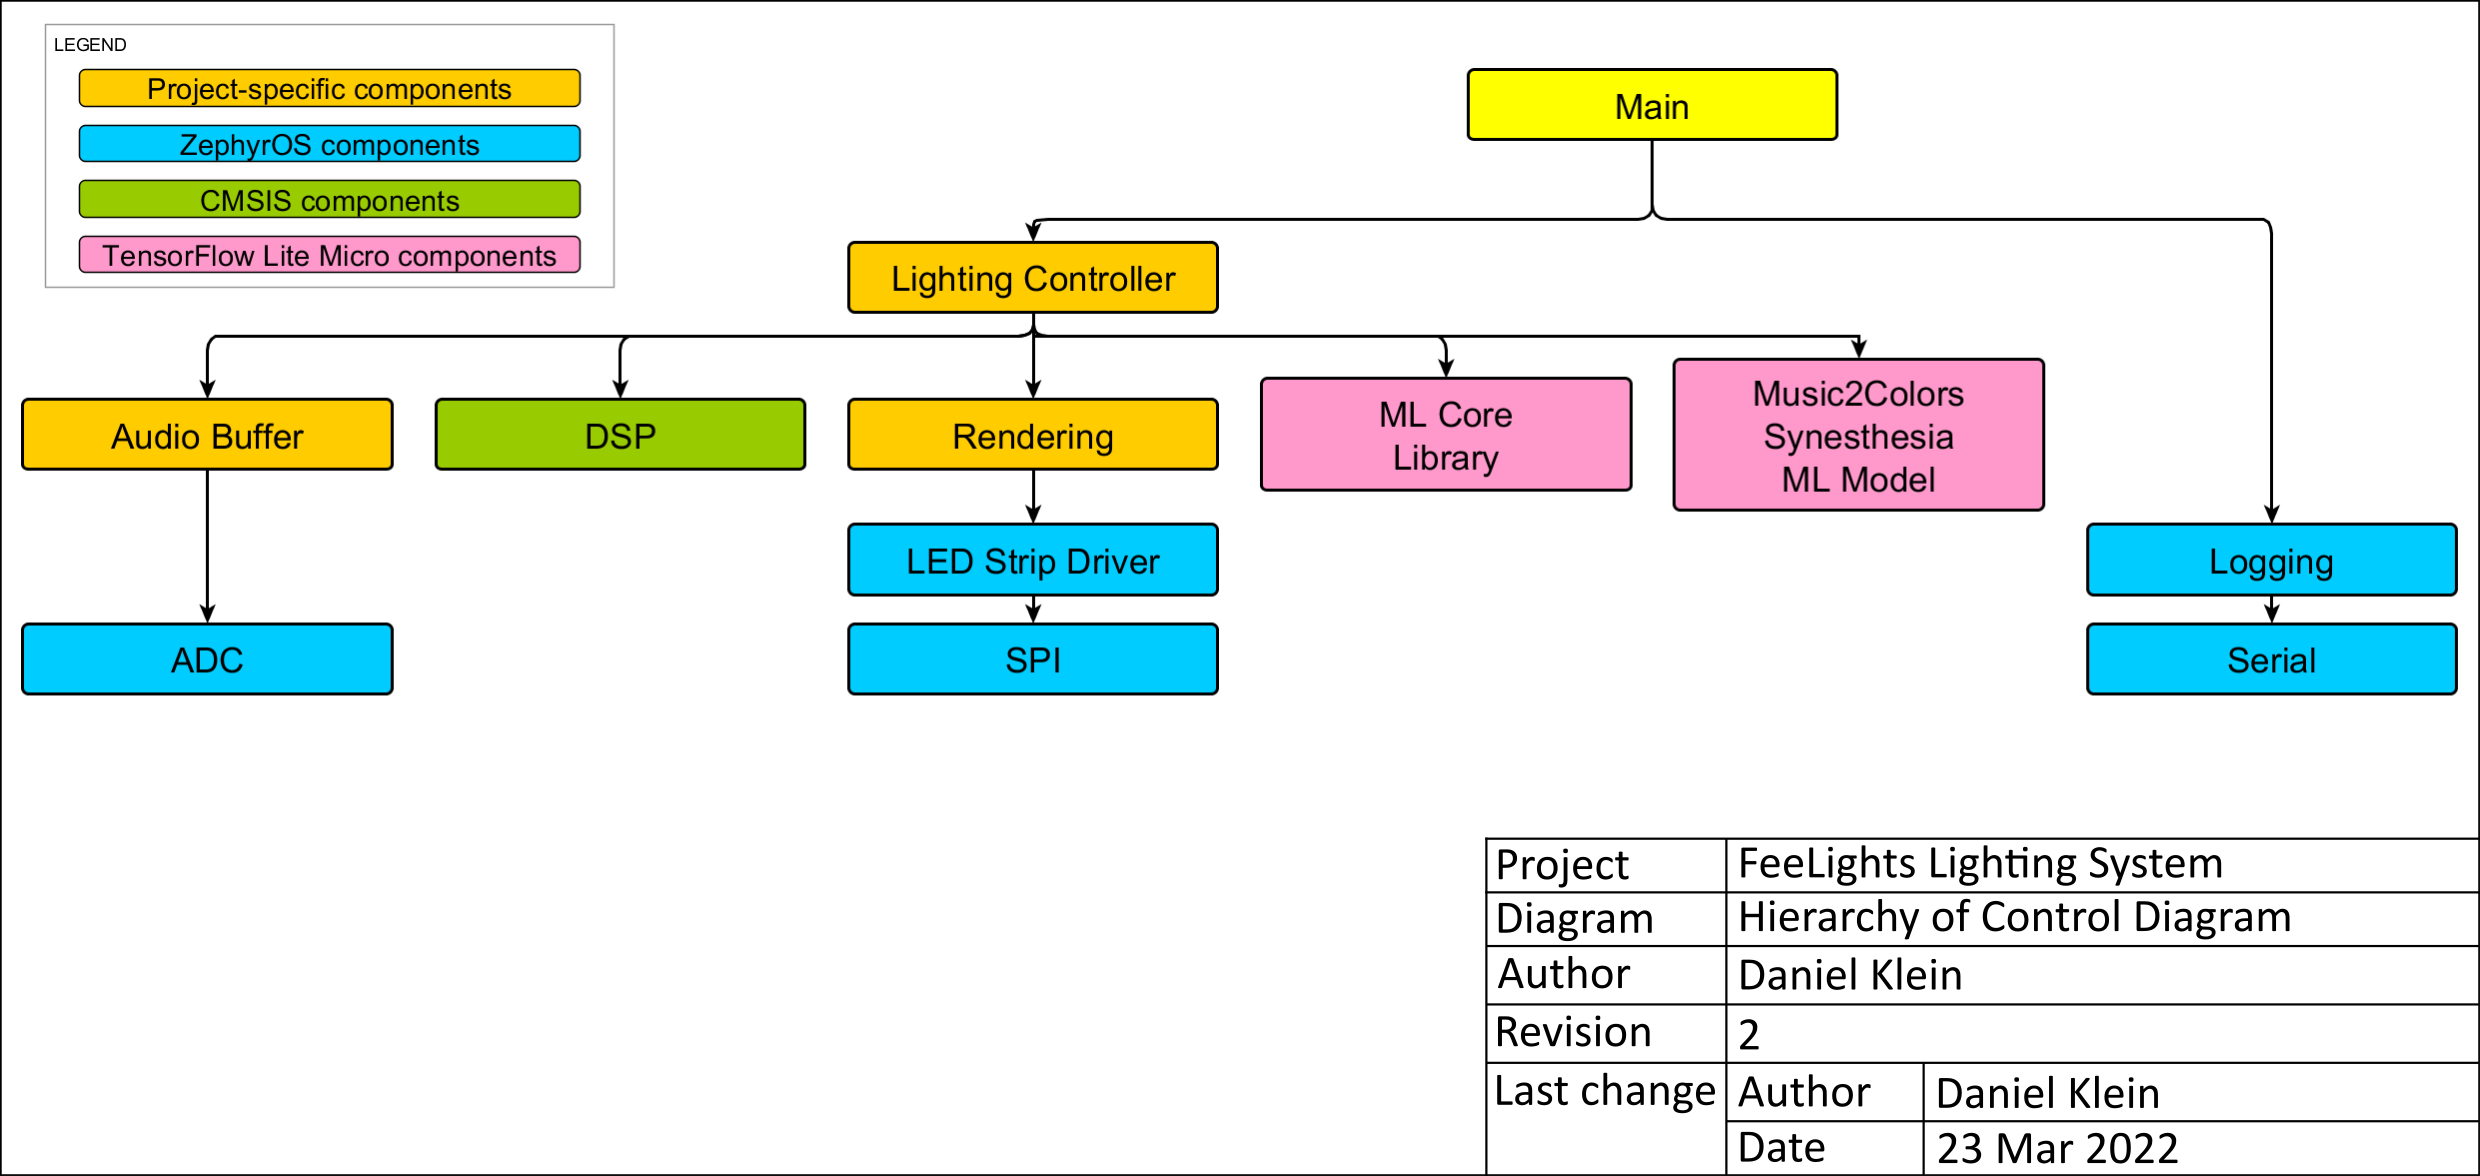 LEGEND
Project-specific components
ZephyrOS components
CMSIS components
TensorFlow Lite Micro components
Main
Lighting Controller
Audio Buffer
DSP
Rendering
ML Core
Library
Music2Colors
Synesthesia
ML Model
LED Strip Driver
Logging
ADC
SPI
Serial
Project FeeLights Lighting System
Diagram Hierarchy of Control Diagram
Author Daniel Klein
Revision 2
Last change Author Daniel Klein
Date 23 Mar 2022